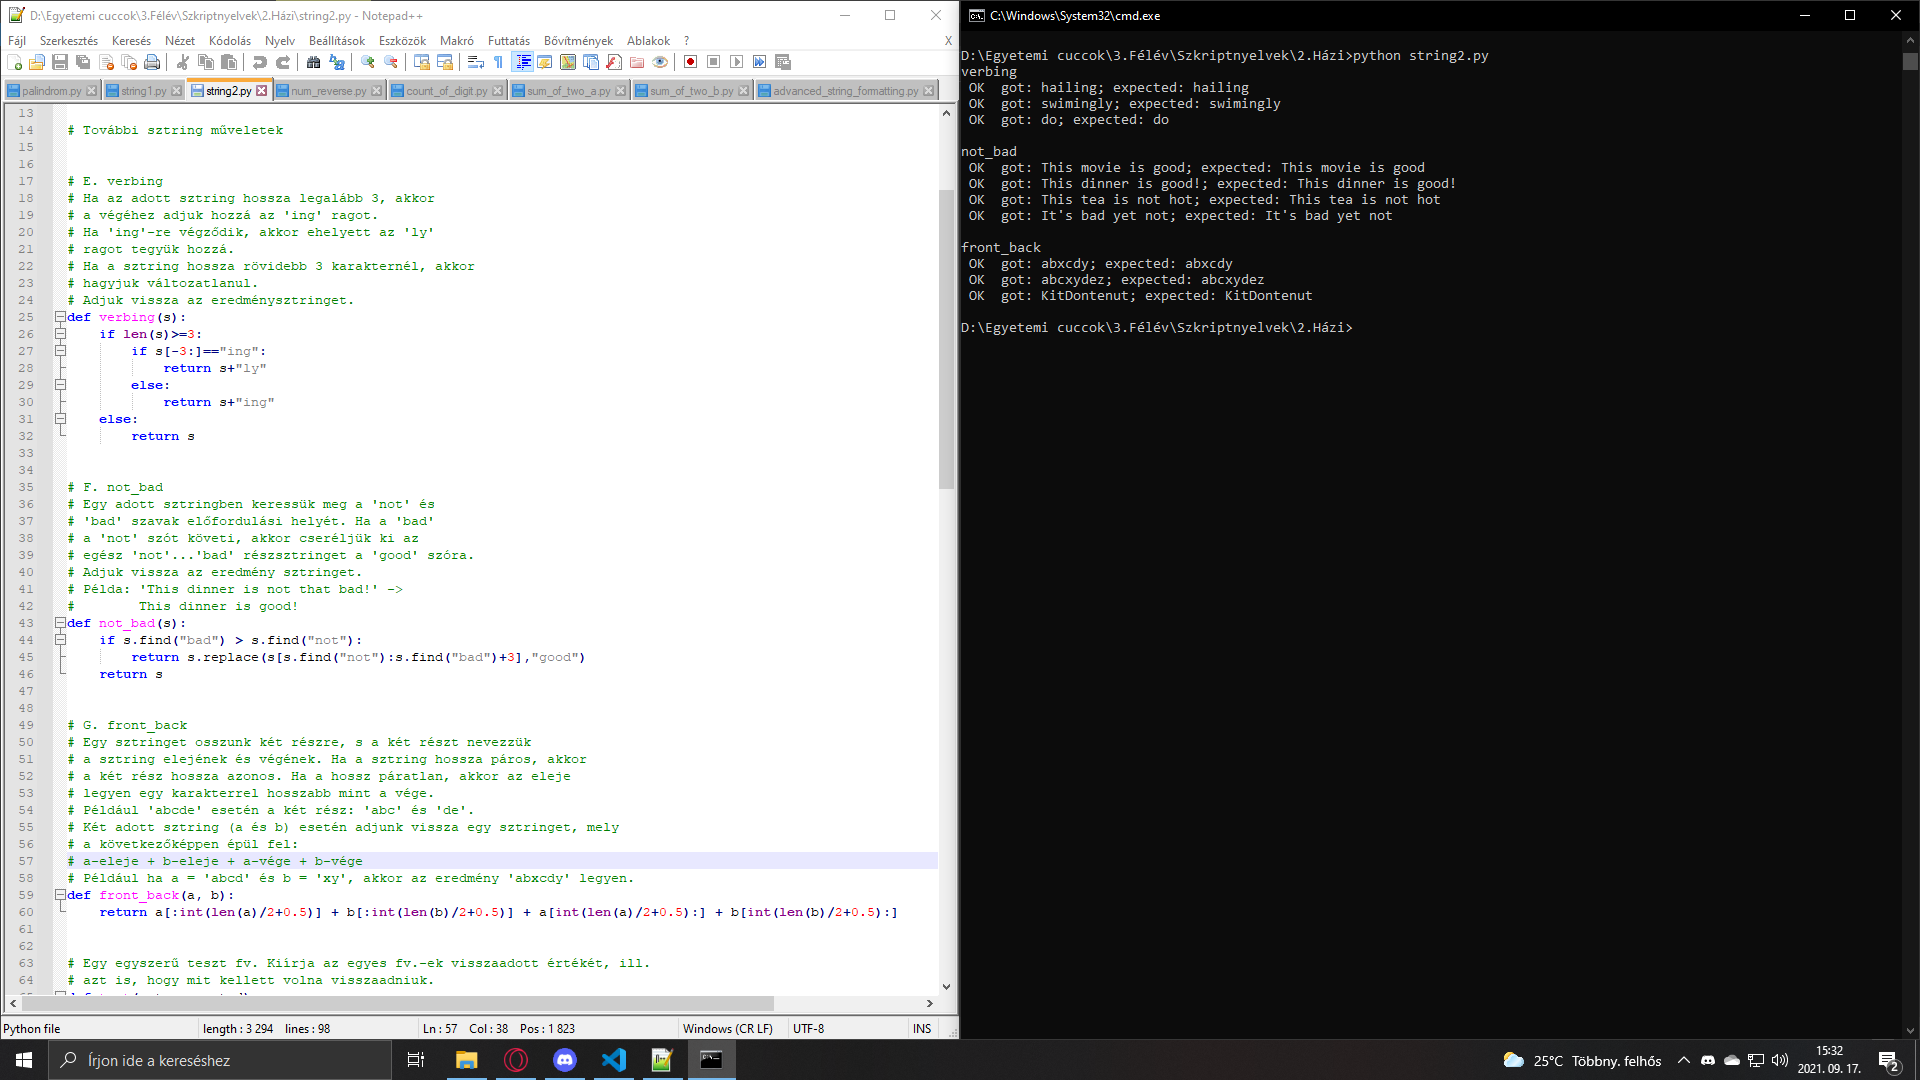 D:\Egyetemi cuccok\3.Félév\Szkriptnyelvek\2.Házi\string2.py - Notepad++
Fájl Szerkesztés Keresés Nézet Kódolás Nyelv Beállítások Eszközök Makró Futtatás Bővítmények Ablakok ? X
palindrom.py string1.py string2.py num_reverse.py count_of_digit.py sum_of_two_a.py sum_of_two_b.py advanced_string_formatting.py
13
14 # További sztring műveletek
15
16
17 # E. verbing
18 # Ha az adott sztring hossza legalább 3, akkor
19 # a végéhez adjuk hozzá az 'ing' ragot.
20 # Ha 'ing'-re végződik, akkor ehelyett az 'ly'
21 # ragot tegyük hozzá.
22 # Ha a sztring hossza rövidebb 3 karakternél, akkor
23 # hagyjuk változatlanul.
24 # Adjuk vissza az eredménysztringet.
25 def verbing(s):
26 if len(s)>=3:
27 if s[-3:]=="ing":
28 return s+"ly"
29 else:
30 return s+"ing"
31 else:
32 return s
33
34
35 # F. not_bad
36 # Egy adott sztringben keressük meg a 'not' és
37 # 'bad' szavak előfordulási helyét. Ha a 'bad'
38 # a 'not' szót követi, akkor cseréljük ki az
39 # egész 'not'...'bad' részsztringet a 'good' szóra.
40 # Adjuk vissza az eredmény sztringet.
41 # Példa: 'This dinner is not that bad!' ->
42 # This dinner is good!
43 def not_bad(s):
44 if s.find("bad") > s.find("not"):
45 return s.replace(s[s.find("not"):s.find("bad")+3],"good")
46 return s
47
48
49 # G. front_back
50 # Egy sztringet osszunk két részre, s a két részt nevezzük
51 # a sztring elejének és végének. Ha a sztring hossza páros, akkor
52 # a két rész hossza azonos. Ha a hossz páratlan, akkor az eleje
53 # legyen egy karakterrel hosszabb mint a vége.
54 # Például 'abcde' esetén a két rész: 'abc' és 'de'.
55 # Két adott sztring (a és b) esetén adjunk vissza egy sztringet, mely
56 # a következőképpen épül fel:
57 # a-eleje + b-eleje + a-vége + b-vége
58 # Például ha a = 'abcd' és b = 'xy', akkor az eredmény 'abxcdy' legyen.
59 def front_back(a, b):
60 return a[:int(len(a)/2+0.5)] + b[:int(len(b)/2+0.5)] + a[int(len(a)/2+0.5):] + b[int(len(b)/2+0.5):]
61
62
63 # Egy egyszerű teszt fv. Kiírja az egyes fv.-ek visszaadott értékét, ill.
64 # azt is, hogy mit kellett volna visszaadniuk.
Python file length : 3 294 lines : 98 Ln : 57 Col : 38 Pos : 1 823 Windows (CR LF) UTF-8 INS
C:\Windows\System32\cmd.exe
D:\Egyetemi cuccok\3.Félév\Szkriptnyelvek\2.Házi>python string2.py
verbing
OK got: hailing; expected: hailing
OK got: swimingly; expected: swimingly
OK got: do; expected: do
not_bad
OK got: This movie is good; expected: This movie is good
OK got: This dinner is good!; expected: This dinner is good!
OK got: This tea is not hot; expected: This tea is not hot
OK got: It's bad yet not; expected: It's bad yet not
front_back
OK got: abxcdy; expected: abxcdy
OK got: abcxydez; expected: abcxydez
OK got: KitDontenut; expected: KitDontenut
D:\Egyetemi cuccok\3.Félév\Szkriptnyelvek\2.Házi>
Írjon ide a kereséshez
25°C Többny. felhős
15:32
2021. 09. 17.
2